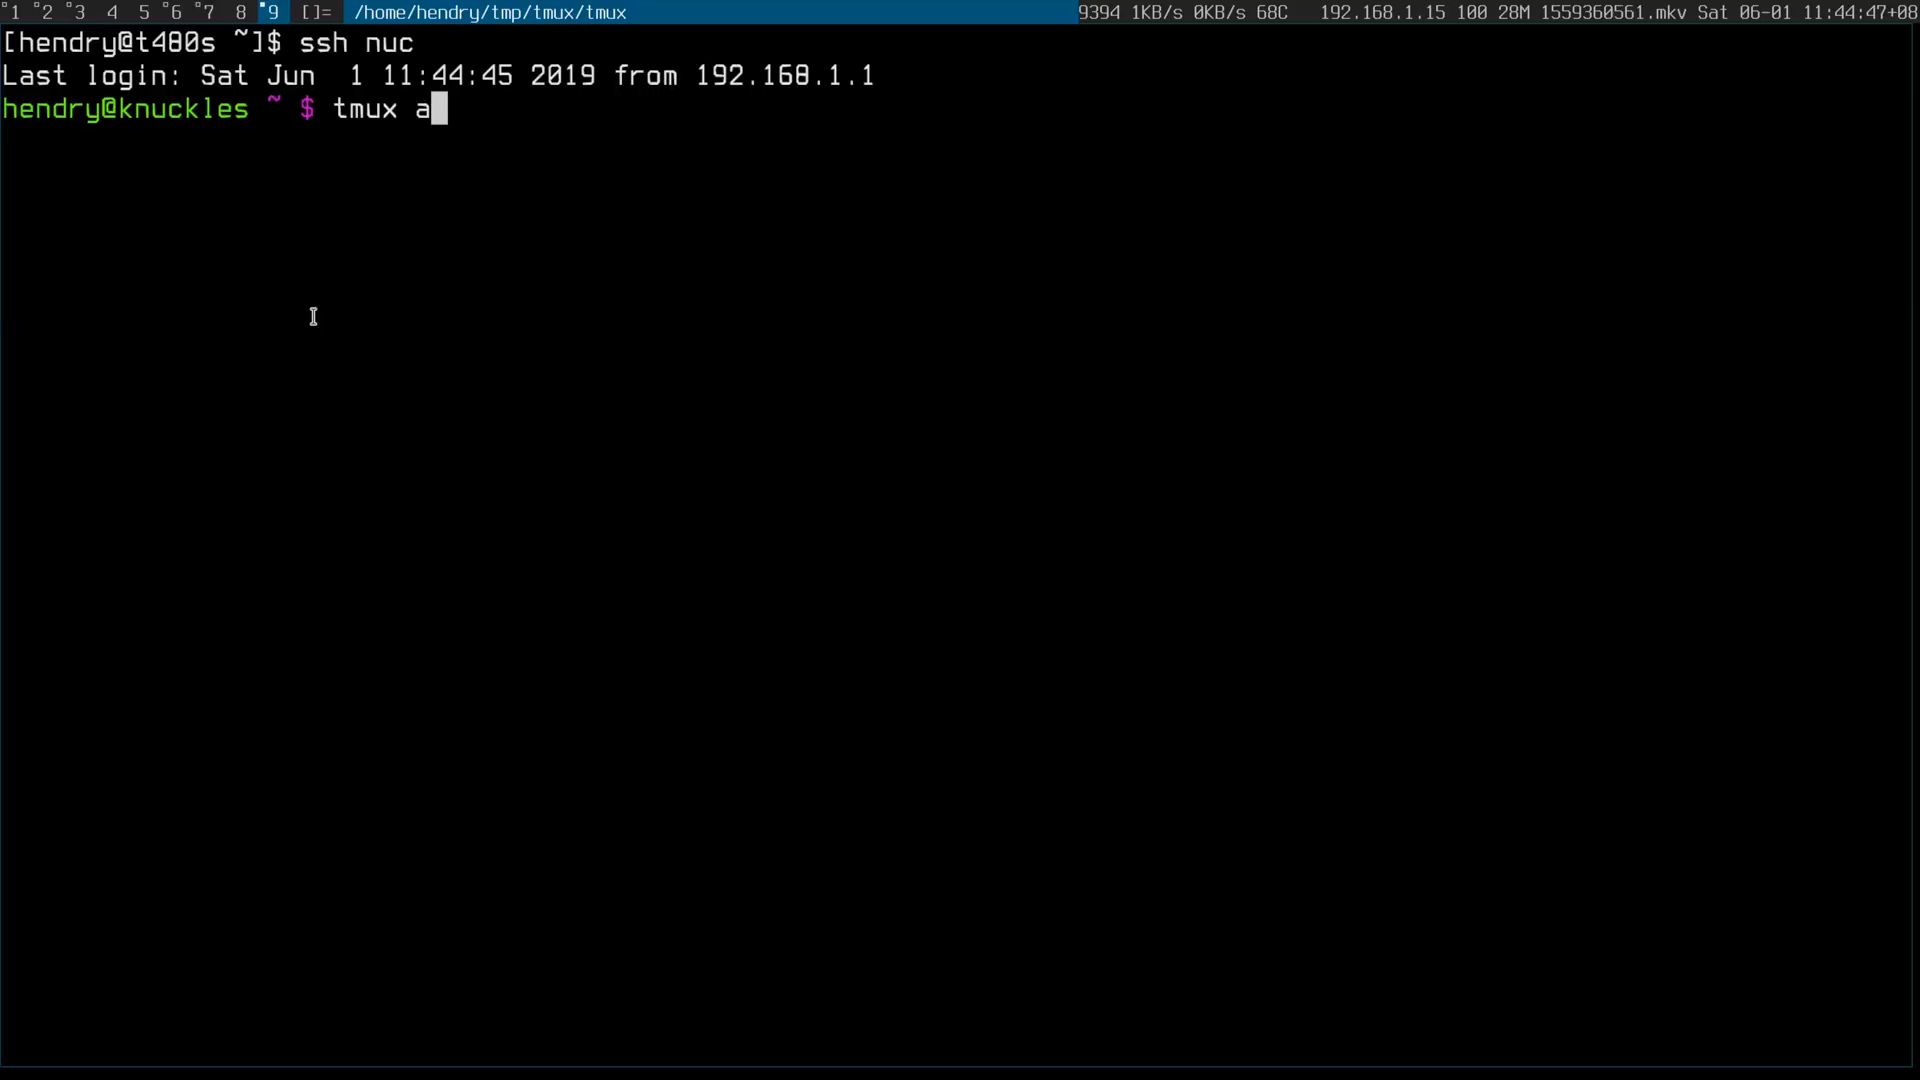 1 2 3 4 5 6 7 8 9 []= /home/hendry/tmp/tmux/tmux 9394 1KB/s 0KB/s 68C 192.168.1.15 100 28M 1559360561.mkv Sat 06-01 11:44:47+08
[hendry@t480s ~]$ ssh nuc
Last login: Sat Jun  1 11:44:45 2019 from 192.168.1.1
hendry@knuckles ~ $ tmux a